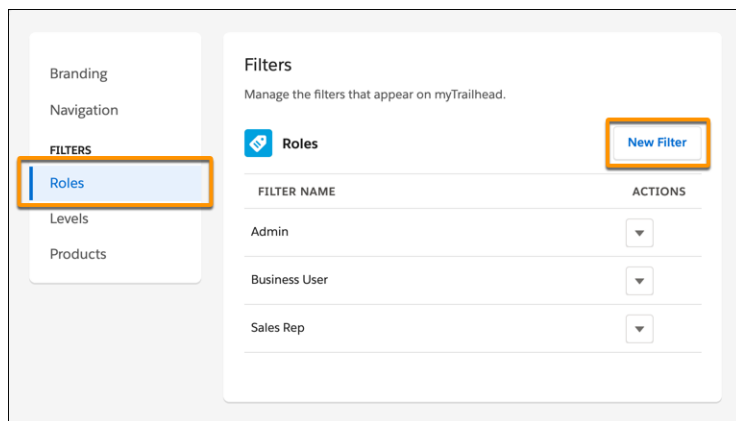 Branding
Navigation
FILTERS
Roles
Levels
Products
Filters
Manage the filters that appear on myTrailhead.
Roles
New Filter
FILTER NAME
ACTIONS
Admin
Business User
Sales Rep